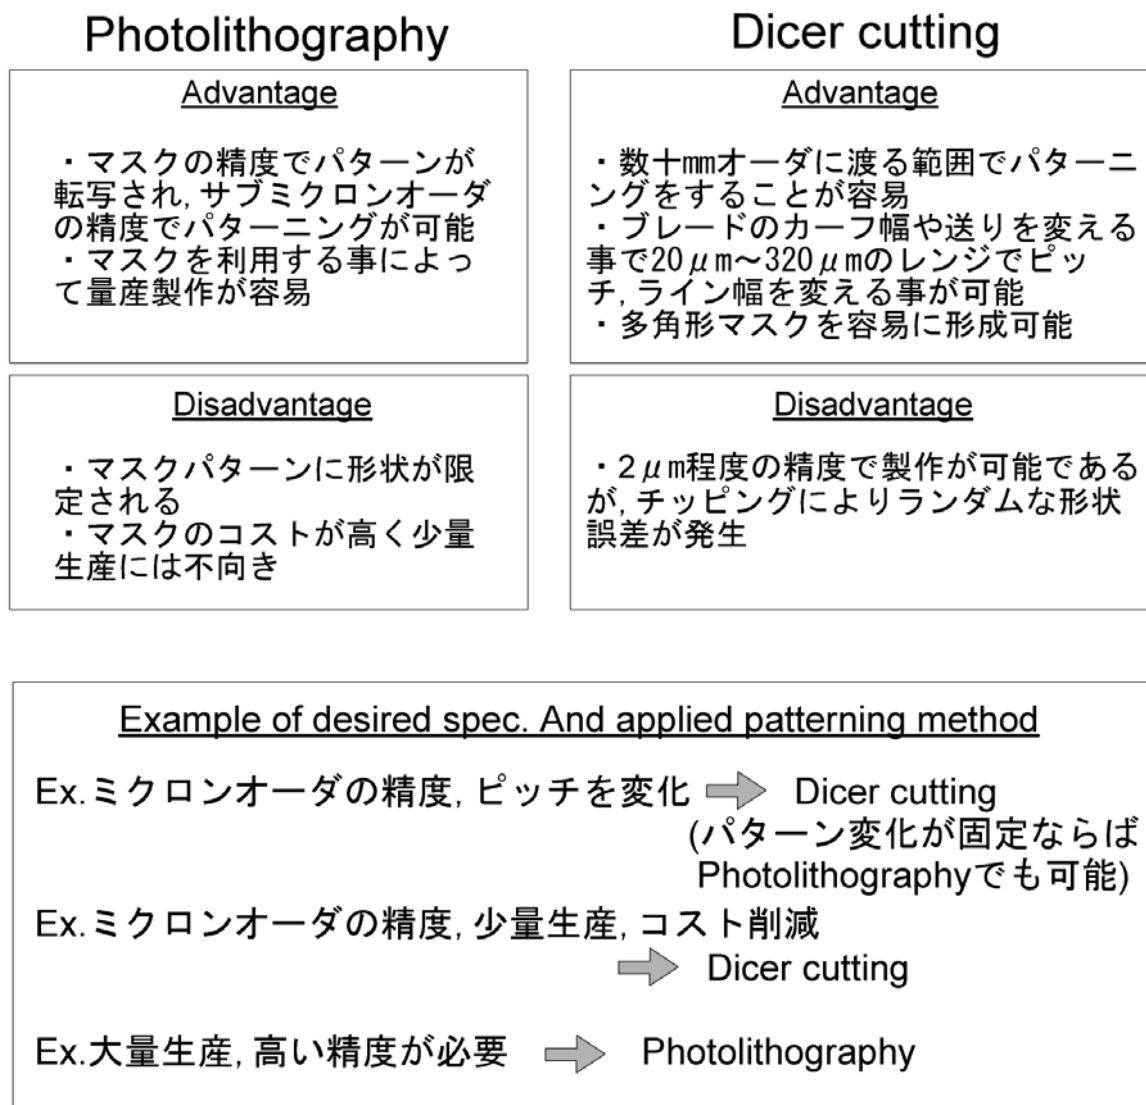 Photolithography
Advantage
・マスクの精度でパターンが
転写され, サブミクロンオーダ
の精度でパターニングが可能
・マスクを利用する事によっ
て量産製作が容易
Disadvantage
・マスクパターンに形状が限
定される
・マスクのコストが高く少量
生産には不向き
Dicer cutting
Advantage
・数十㎜オーダに渡る範囲でパターニ
ングをすることが容易
・ブレードのカーフ幅や送りを変える
事で20μm～320μmのレンジでピッ
チ, ライン幅を変える事が可能
・多角形マスクを容易に形成可能
Disadvantage
・2μm程度の精度で製作が可能である
が, チッピングによりランダムな形状
誤差が発生
Example of desired spec. And applied patterning method
Ex.ミクロンオーダの精度, ピッチを変化 ⇨ Dicer cutting
(パターン変化が固定ならば
Photolithographyでも可能)
Ex.ミクロンオーダの精度, 少量生産, コスト削減
⇨ Dicer cutting
Ex.大量生産, 高い精度が必要 ⇨ Photolithography